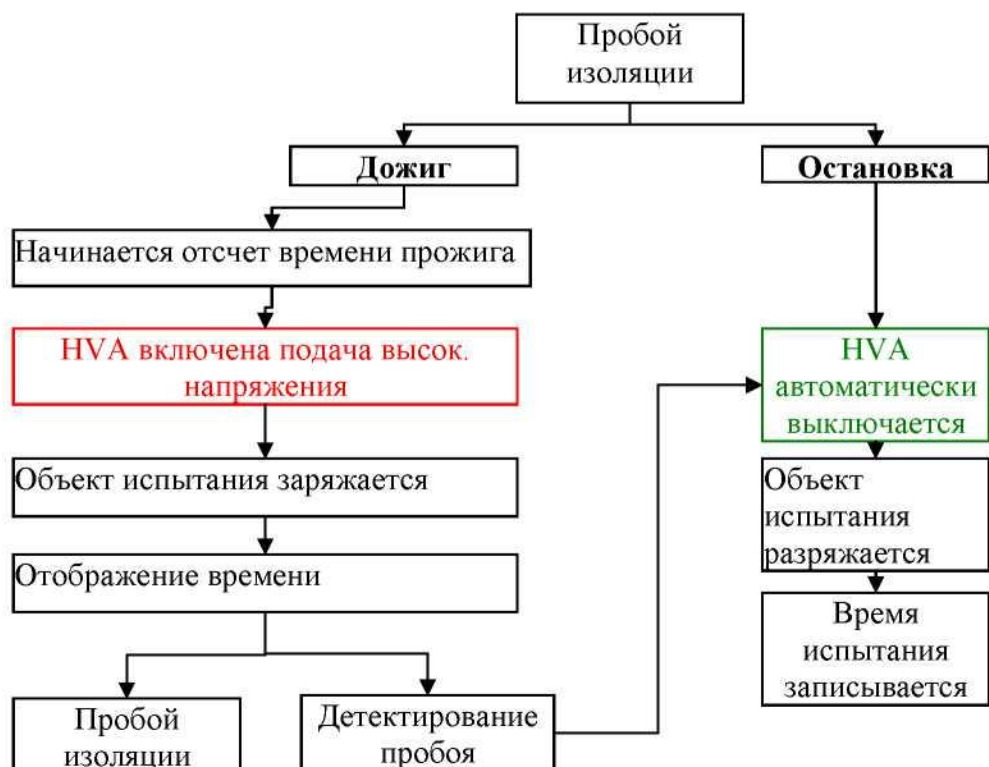 Пробой
изоляции
Дожиг
Остановка
Начинается отсчет времени прожига
HVA включена подача высок.
напряжения
HVA
автоматически
выключается
Объект испытания заряжается
Объект
испытания
разряжается
Отображение времени
Время
испытания
записывается
Пробой
изоляции
Детектирование
пробоя